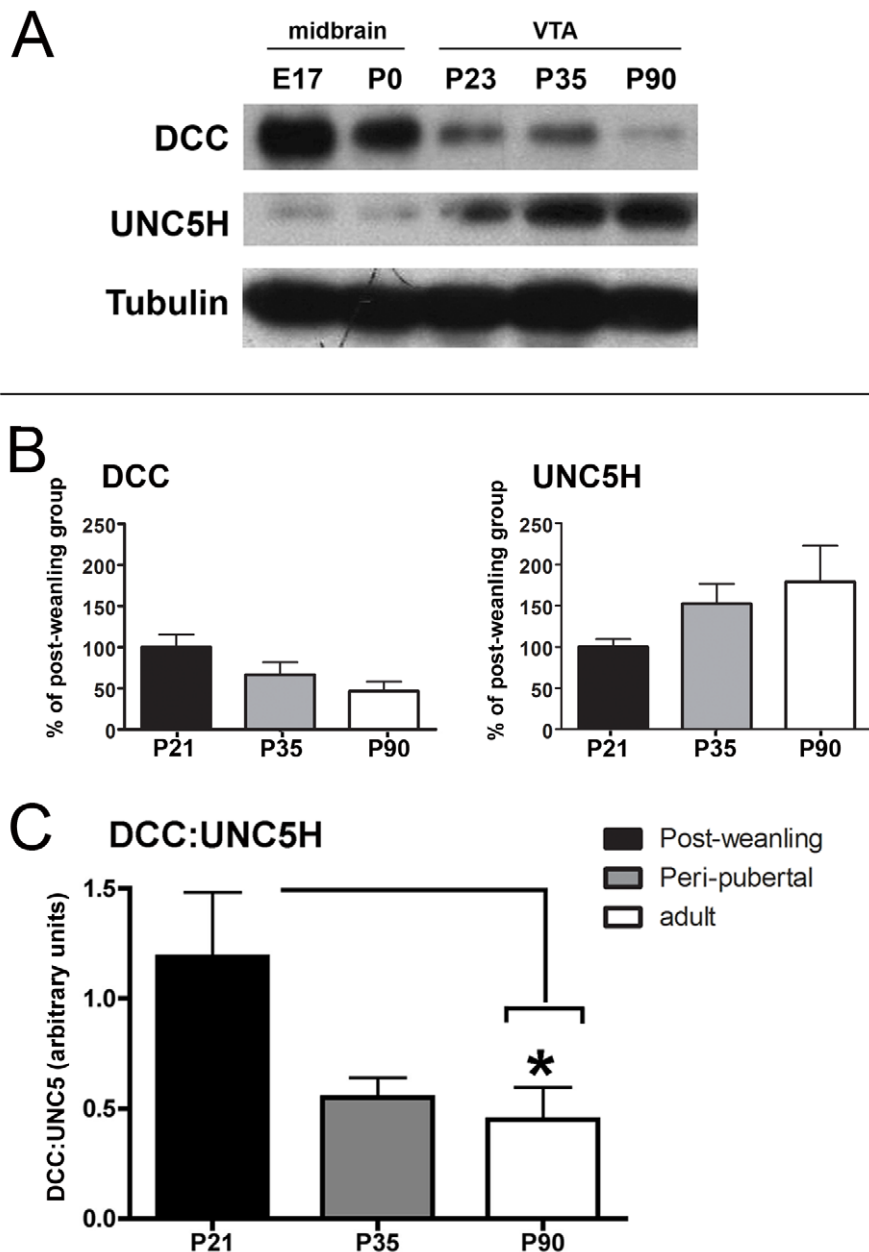 A
midbrain VTA
E17 P0 P23 P35 P90
DCC
UNC5H
Tubulin
B
DCC
% of post-weanling group
250
200
150
100
50
0
P21 P35 P90
UNC5H
% of post-weanling group
250
200
150
100
50
0
P21 P35 P90
C
DCC:UNC5H
DCC:UNC5 (arbitrary units)
1.5
1.0
0.5
0.0
*
P21 P35 P90
Post-weanling
Peri-pubertal
adult